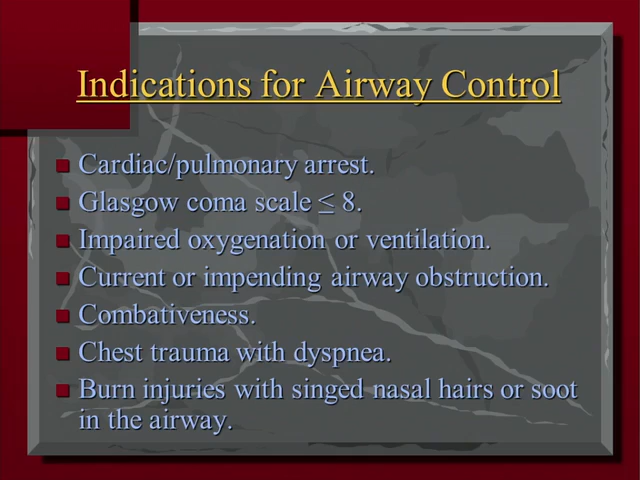 Indications for Airway Control
Cardiac/pulmonary arrest.
Glasgow coma scale ≤ 8.
Impaired oxygenation or ventilation.
Current or impending airway obstruction.
Combativeness.
Chest trauma with dyspnea.
Burn injuries with singed nasal hairs or soot
in the airway.